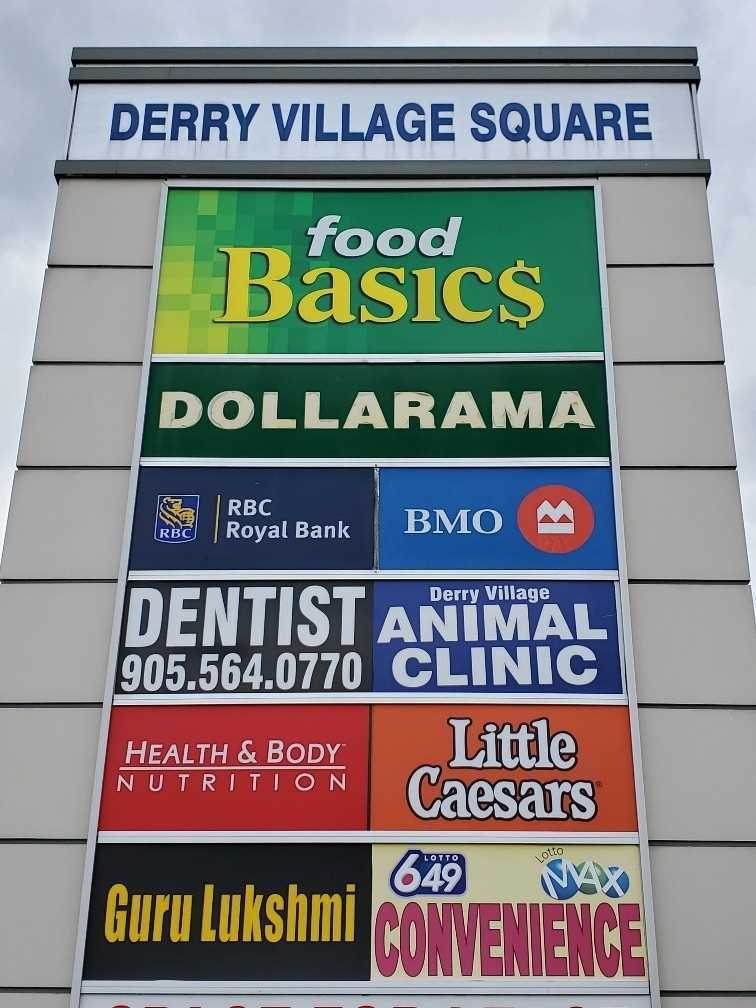 DERRY VILLAGE SQUARE
food
BASIC$
DOLLARAMA
RBC
RBC
Royal Bank
BMO
DENTIST
905.564.0770
Derry Village
ANIMAL
CLINIC
HEALTH & BODY
NUTRITION
Little
Caesars
Guru Lukshmi
LOTTO
649
Lotto
MAX
CONVENIENCE